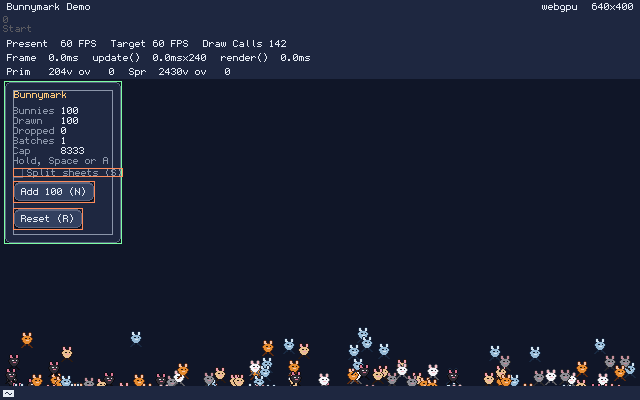 Bunnymark Demo webgpu 640x400
0
Start
Present 60 FPS Target 60 FPS Draw Calls 142
Frame 0.0ms update() 0.0msx240 render() 0.0ms
Prim 204v ov 0 Spr 2430v ov 0
Bunnymark
Bunnies 100
Drawn 100
Dropped 0
Batches 1
Cap 8333
Hold, Space or A
Split sheets (S)
Add 100 (N)
Reset (R)